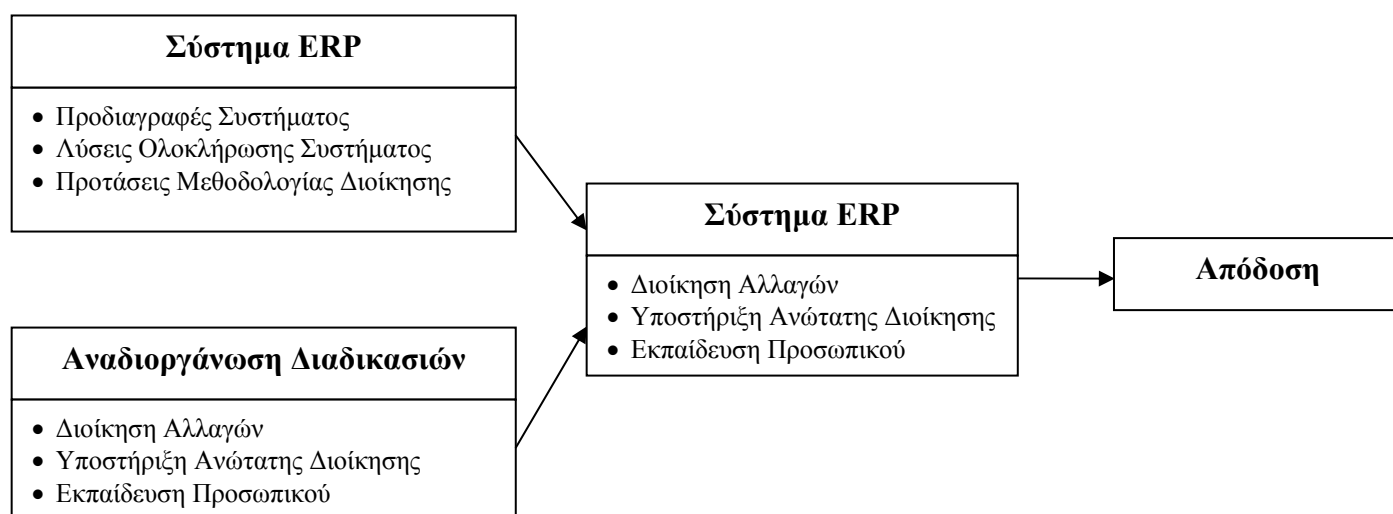 Σύστημα ERP
• Προδιαγραφές Συστήματος
• Λύσεις Ολοκλήρωσης Συστήματος
• Προτάσεις Μεθοδολογίας Διοίκησης
Αναδιοργάνωση Διαδικασιών
• Διοίκηση Αλλαγών
• Υποστήριξη Ανώτατης Διοίκησης
• Εκπαίδευση Προσωπικού
Σύστημα ERP
• Διοίκηση Αλλαγών
• Υποστήριξη Ανώτατης Διοίκησης
• Εκπαίδευση Προσωπικού
Απόδοση